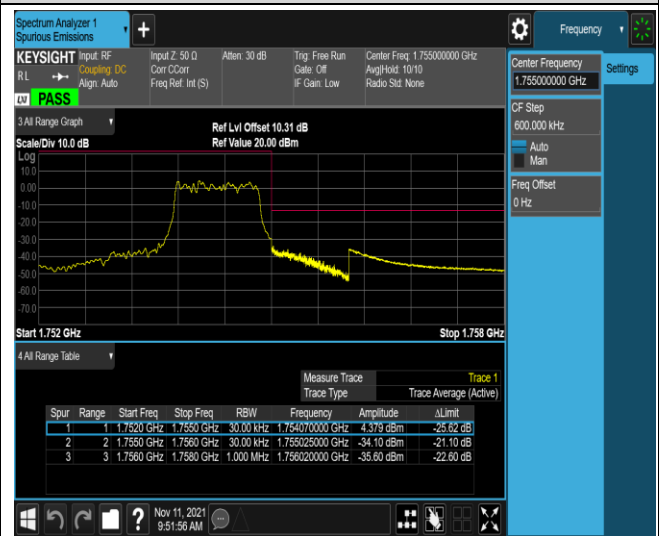 Spectrum Analyzer 1
Spurious Emissions
Frequency
KEYSIGHT Input: RF Input Z: 50 Ω Atten: 30 dB Trig: Free Run Center Freq: 1.755000000 GHz
RL Coupling: DC Corr CCorr Gate: Off Avg|Hold: 10/10
Align: Auto Freq Ref: Int (S) IF Gain: Low Radio Std: None
LXI PASS
Center Frequency
1.755000000 GHz
Settings
CF Step
600.000 kHz
Auto
Man
Freq Offset
0 Hz
3 All Range Graph
Ref Lvl Offset 10.31 dB
Scale/Div 10.0 dB Ref Value 20.00 dBm
Log
10.0
0.00
-10.0
-20.0
-30.0
-40.0
-50.0
-60.0
-70.0
Start 1.752 GHz Stop 1.758 GHz
4 All Range Table
Measure Trace Trace 1
Trace Type Trace Average (Active)
Spur Range Start Freq Stop Freq RBW Frequency Amplitude ΔLimit
1 1 1.7520 GHz 1.7550 GHz 30.00 kHz 1.754070000 GHz 4.379 dBm -25.62 dB
2 2 1.7550 GHz 1.7560 GHz 30.00 kHz 1.755025000 GHz -34.10 dBm -21.10 dB
3 3 1.7560 GHz 1.7580 GHz 1.000 MHz 1.756020000 GHz -35.60 dBm -22.60 dB
? Nov 11, 2021
9:51:56 AM